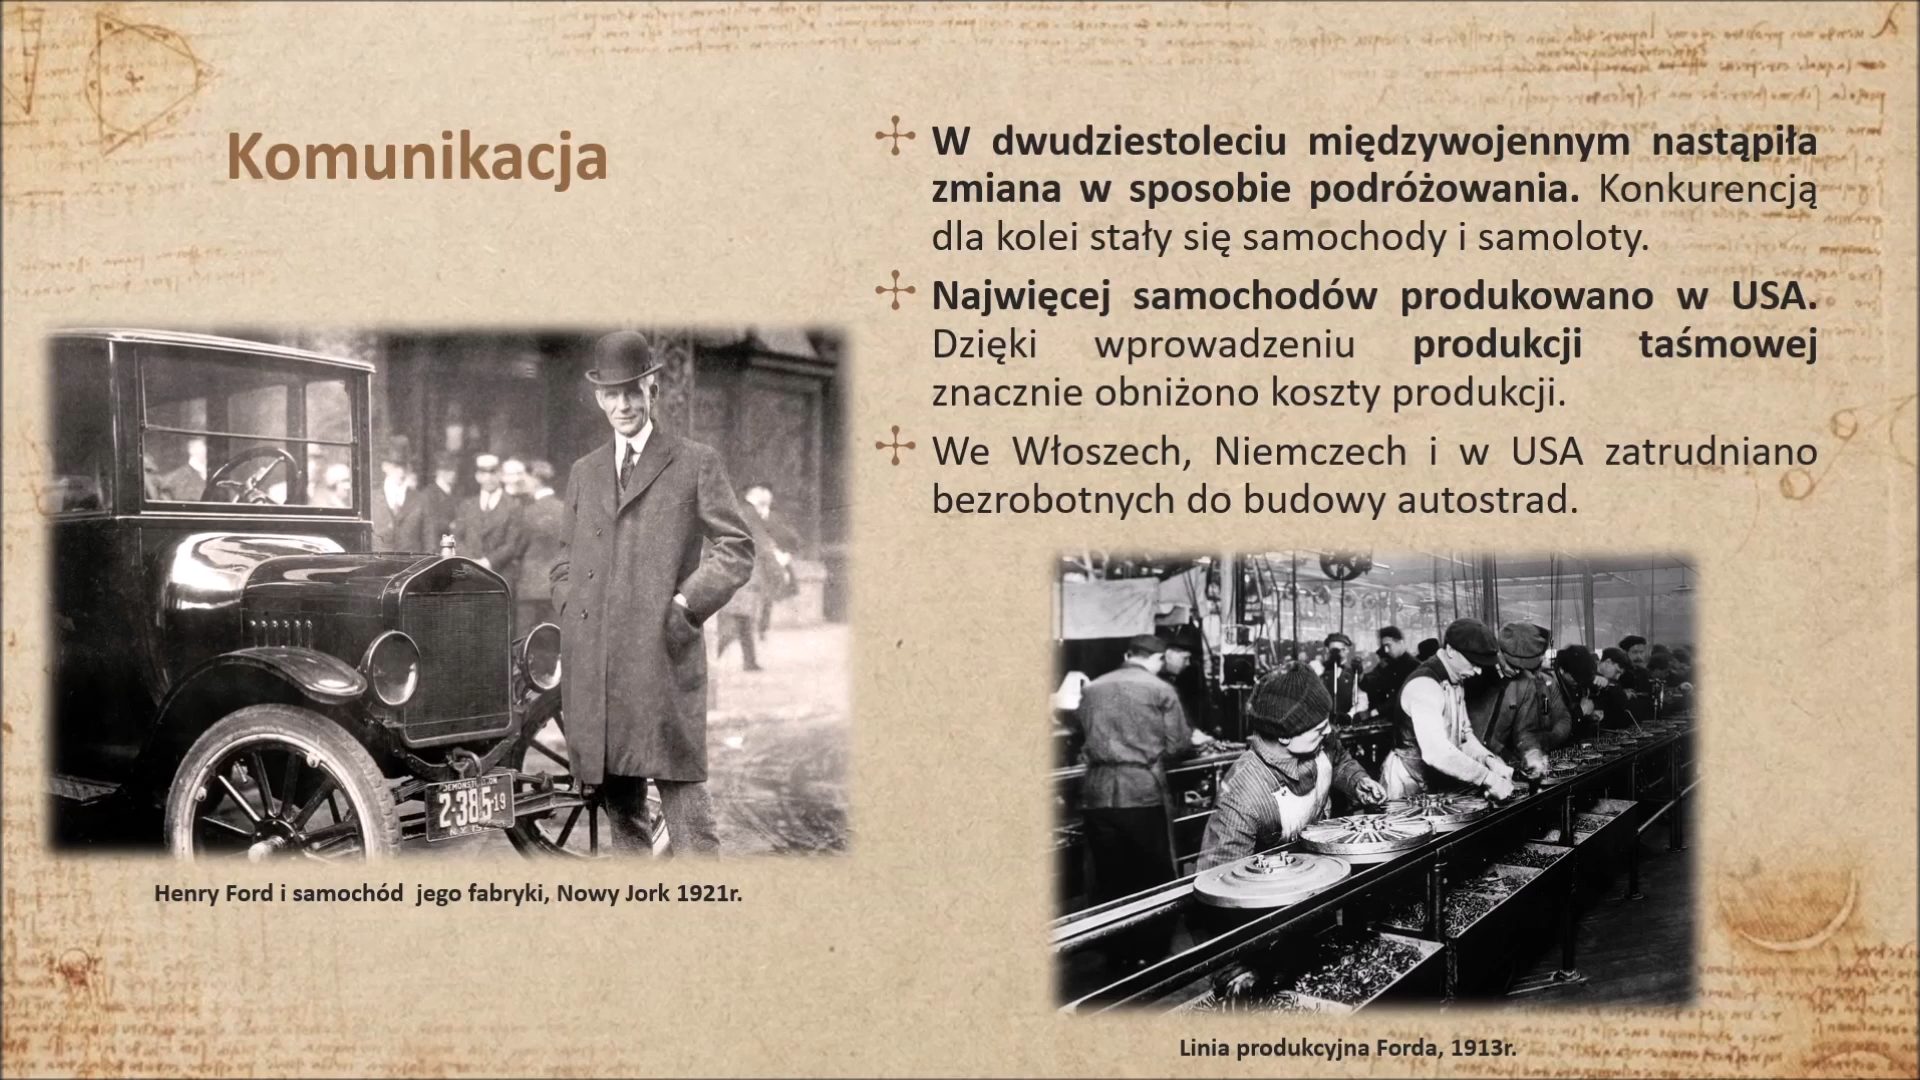 Komunikacja
W dwudziestoleciu międzywojennym nastąpiła
zmiana w sposobie podróżowania. Konkurencją
dla kolei stały się samochody i samoloty.
Najwięcej samochodów produkowano w USA.
Dzięki wprowadzeniu produkcji taśmowej
znacznie obniżono koszty produkcji.
We Włoszech, Niemczech i w USA zatrudniano
bezrobotnych do budowy autostrad.
2-385-19
Henry Ford i samochód  jego fabryki, Nowy Jork 1921r.
Linia produkcyjna Forda, 1913r.